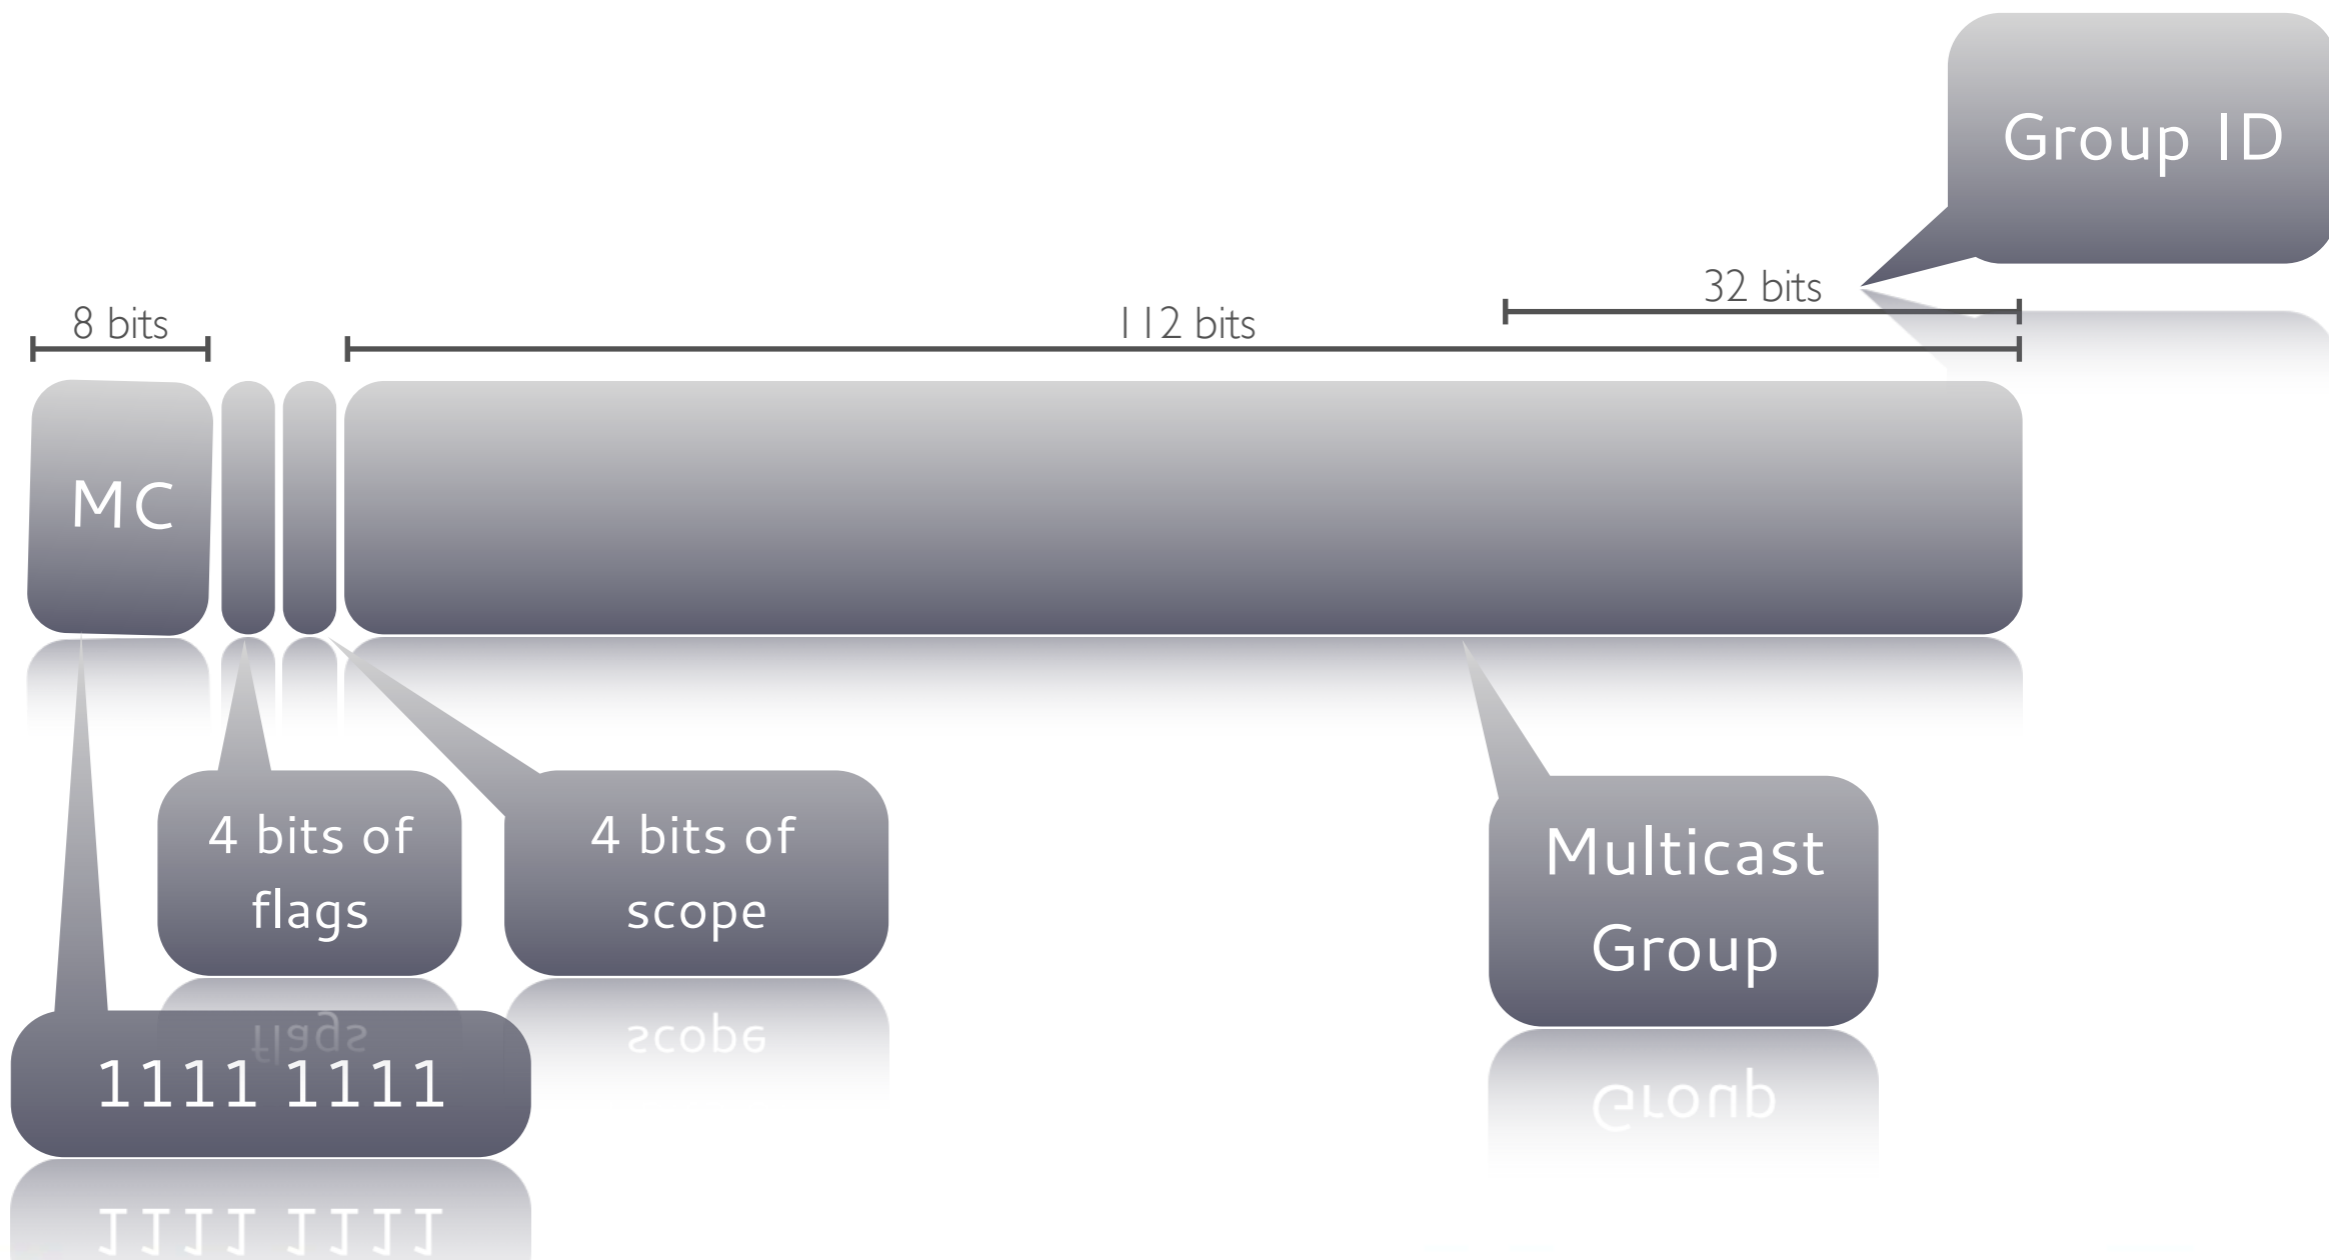 Group ID
32 bits
8 bits
112 bits
MC
4 bits of
flags
4 bits of
scope
Multicast
Group
1111 1111